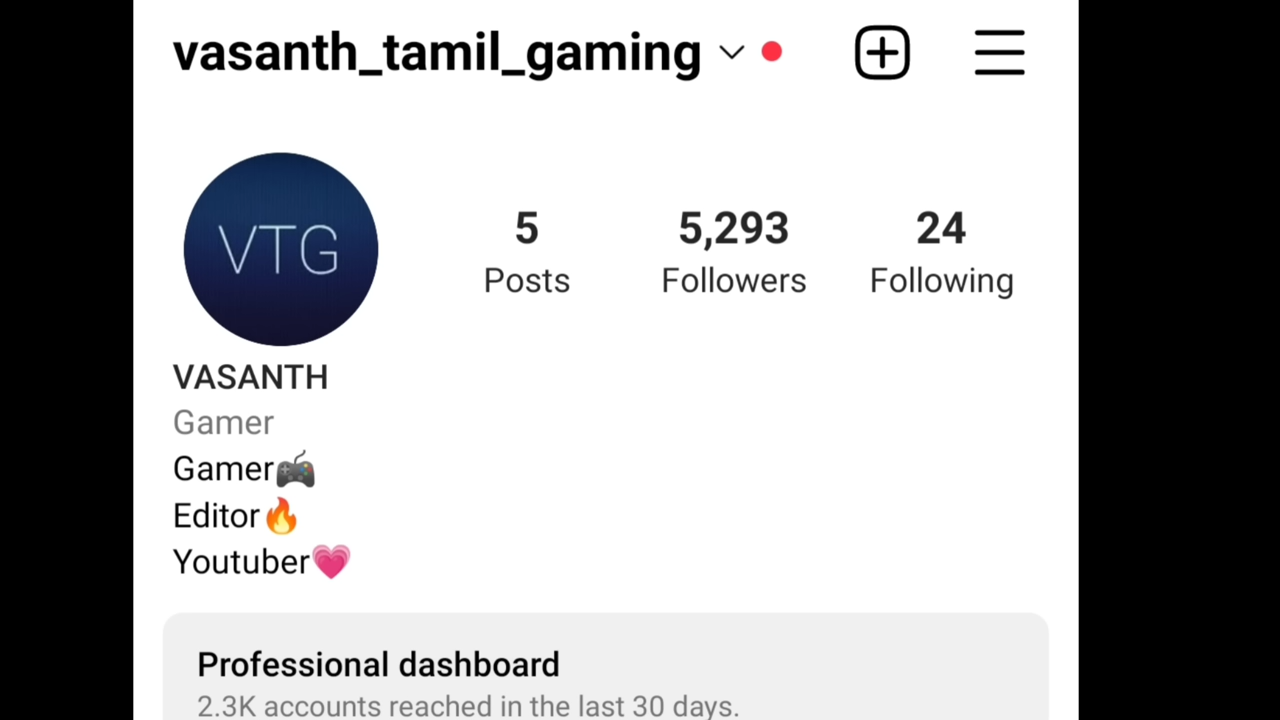 vasanth_tamil_gaming
VTG
5 5,293 24
Posts Followers Following
VASANTH
Gamer
Gamer🎮
Editor🔥
Youtuber💗
Professional dashboard
2.3K accounts reached in the last 30 days.